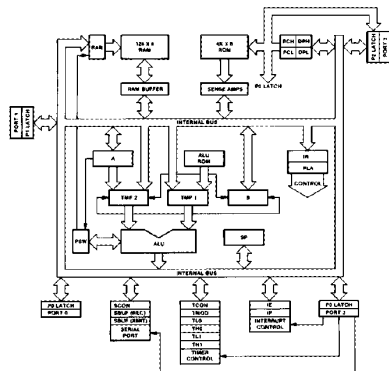 RAR
128 X 8
RAM
4K X 8
ROM
PCH DPH
PCL DPL
P2 LATCH
PORT 2
RAM BUFFER
SENSE AMPS
P0 LATCH
PORT 1
P1 LATCH
INTERNAL BUS
A
ALU
ROM
IR
PLA
CONTROL
TMP 2
TMP 1
B
PSW
ALU
SP
INTERNAL BUS
P0 LATCH
PORT 0
SCON
SBUF (REC)
SBUF (XMIT)
SERIAL
PORT
TCON
TMOD
TL0
TH0
TL1
TH1
TIMER CONTROL
IE
IP
INTERRUPT
CONTROL
P3 LATCH
PORT 3